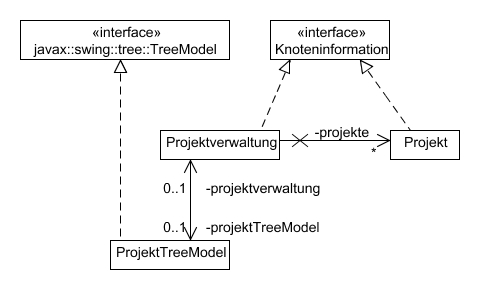 «interface»
javax::swing::tree::TreeModel
«interface»
Knoteninformation
Projektverwaltung
-projekte
*
Projekt
0..1
-projektverwaltung
0..1
-projektTreeModel
ProjektTreeModel